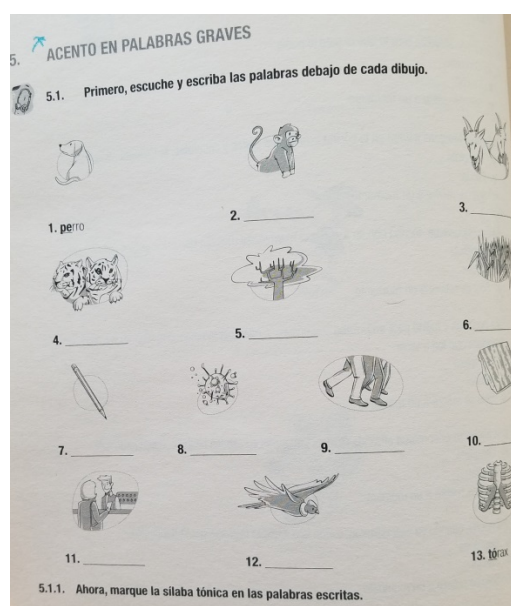 5. ACENTO EN PALABRAS GRAVES
5.1. Primero, escuche y escriba las palabras debajo de cada dibujo.
1. perro
2.
3.
4.
5.
6.
7.
8.
9.
10.
11.
12.
13. tórax
5.1.1. Ahora, marque la sílaba tónica en las palabras escritas.